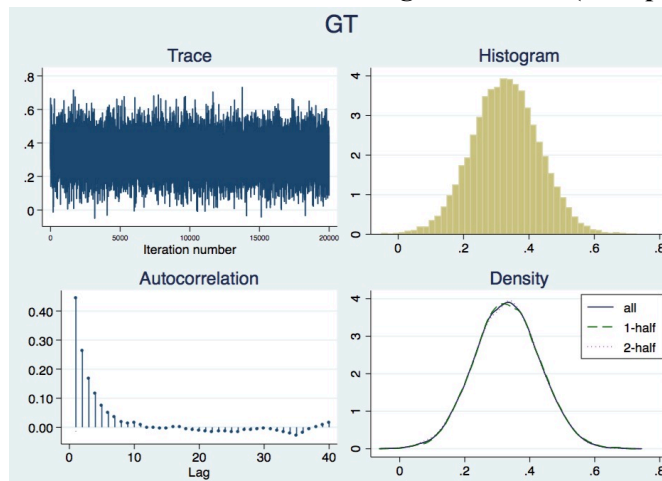 GT
Trace
.8
.6
.4
.2
0
0 5000 10000 15000 20000
Iteration number
Histogram
4
3
2
1
0
0 .2 .4 .6 .8
Autocorrelation
0.40
0.30
0.20
0.10
0.00
0 10 20 30 40
Lag
Density
all
1-half
2-half
4
3
2
1
0
0 .2 .4 .6 .8